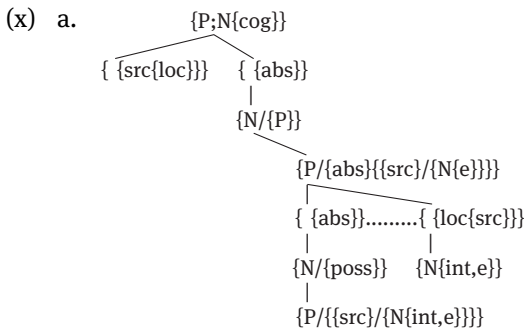 (x) a. {P;N{cog}}
{ {src{loc}}} { {abs}}
{N/{P}}
{P/{abs}{{src}/{N{e}}}}
{ {abs}}.........{ {loc{src}}}
{N/{poss}} {N{int,e}}
{P/{{src}/{N{int,e}}}}